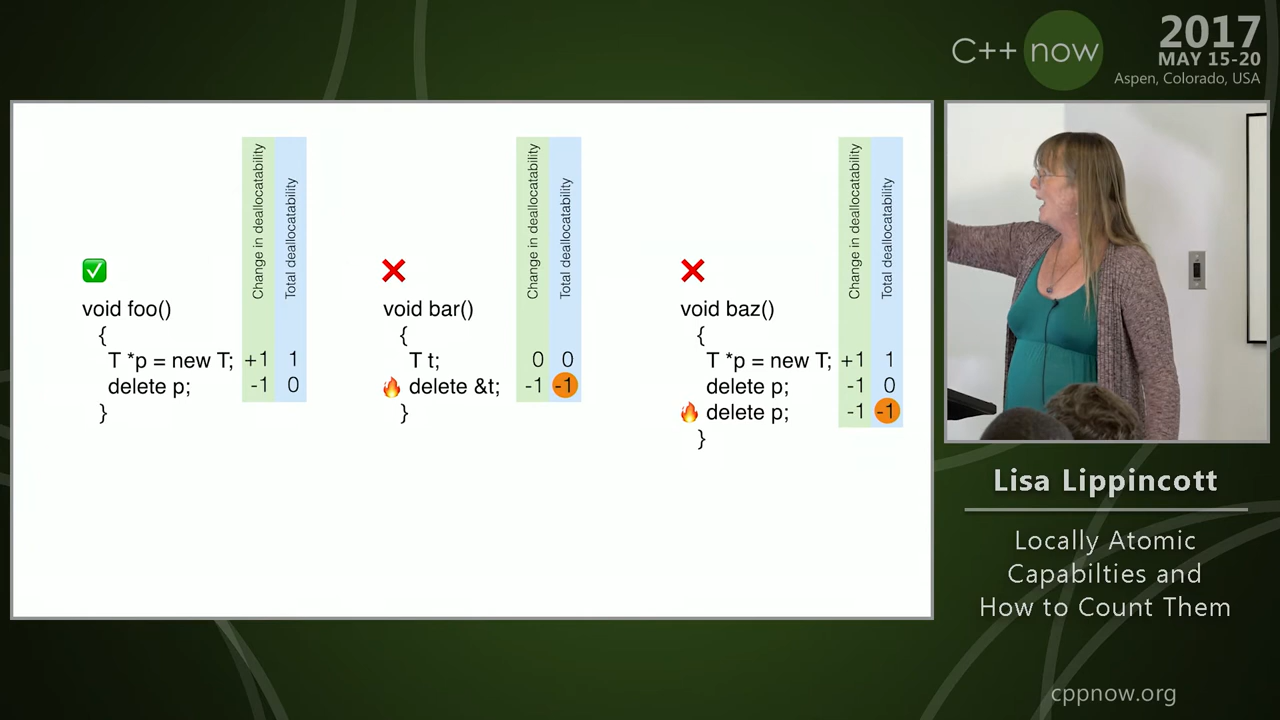 C++ now
2017
MAY 15-20
Aspen, Colorado, USA
Change in deallocatability
Total deallocatability
void foo()
{
T *p = new T; +1 1
delete p; -1 0
}
Change in deallocatability
Total deallocatability
void bar()
{
T t; 0 0
delete &t; -1 -1
}
Change in deallocatability
Total deallocatability
void baz()
{
T *p = new T; +1 1
delete p; -1 0
delete p; -1 -1
}
Lisa Lippincott
Locally Atomic
Capabilties and
How to Count Them
cppnow.org